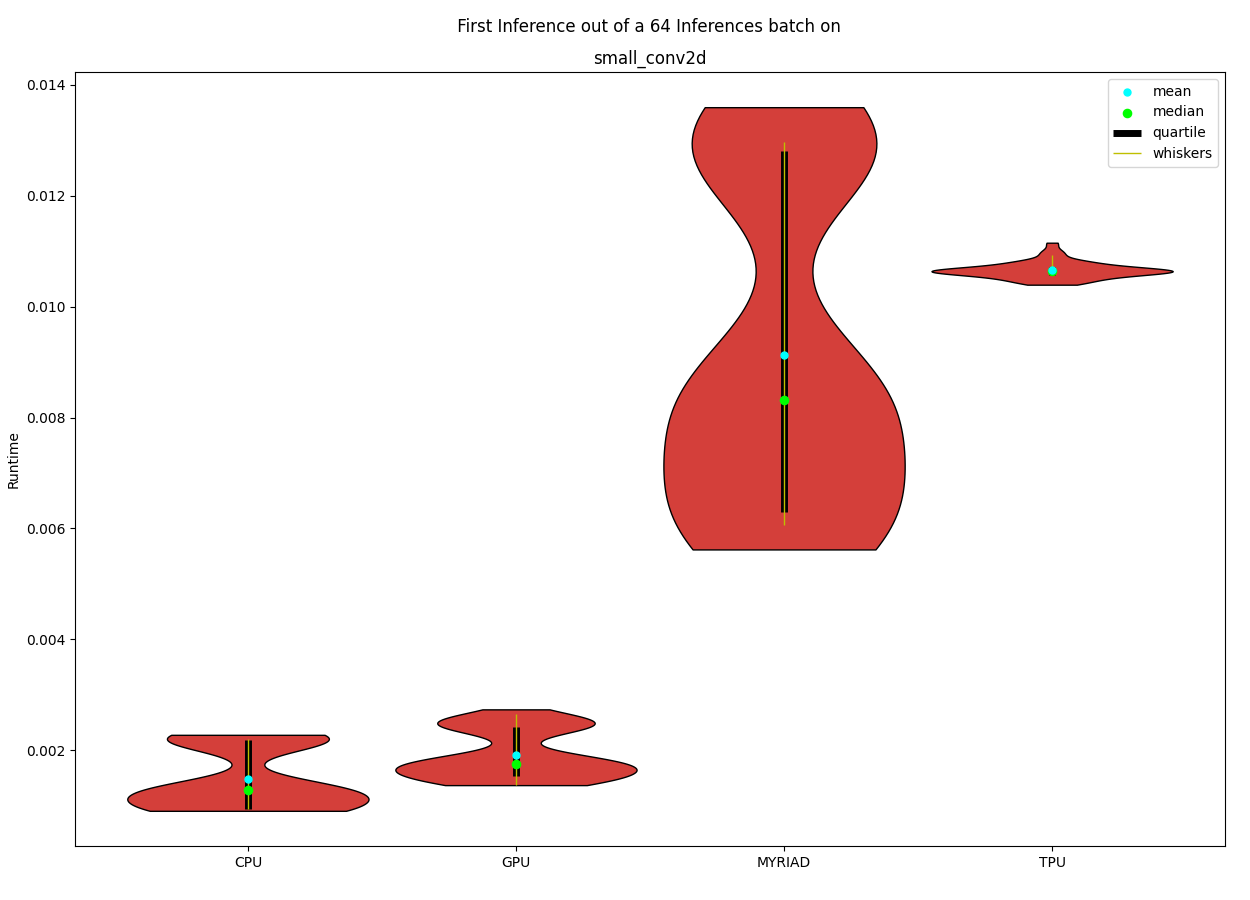 First Inference out of a 64 Inferences batch on
small_conv2d
0.014
0.012
0.010
0.008
0.006
0.004
0.002
Runtime
mean
median
quartile
whiskers
CPU
GPU
MYRIAD
TPU